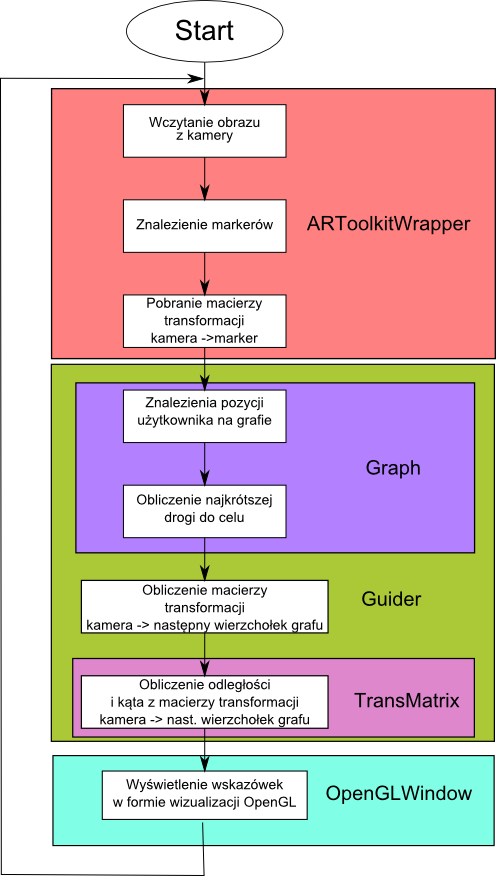 Start
Wczytanie obrazu
z kamery
Znalezienie markerów
ARToolkitWrapper
Pobranie macierzy
transformacji
kamera ->marker
Znalezienia pozycji
użytkownika na grafie
Graph
Obliczenie najkrótszej
drogi do celu
Obliczenie macierzy
transformacji
kamera -> następny wierzchołek grafu
Guider
Obliczenie odległości
i kąta z macierzy transformacji
kamera -> nast. wierzchołek grafu
TransMatrix
Wyświetlenie wskazówek
w formie wizualizacji OpenGL
OpenGLWindow